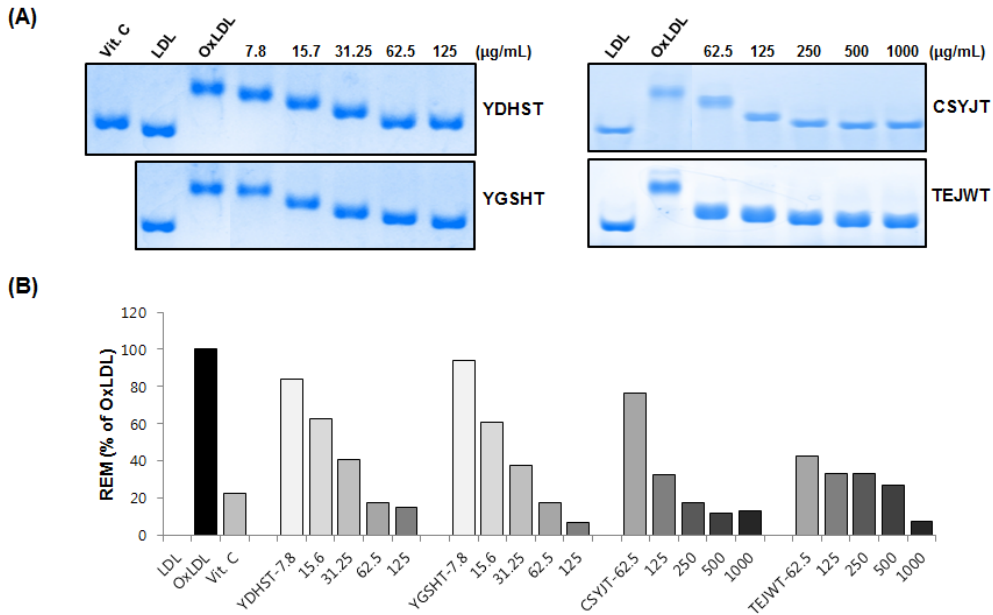 (A)
Vit. C LDL OxLDL 7.8 15.7 31.25 62.5 125 (μg/mL)
YDHST
YGSHT
LDL OxLDL 62.5 125 250 500 1000 (μg/mL)
CSYJT
TEJWT
(B)
REM (% of OxLDL)
120
100
80
60
40
20
0
LDL OxLDL Vit. C YDHST-7.8 15.6 31.25 62.5 125 YGSHT-7.8 15.6 31.25 62.5 125 CSYJT-62.5 125 250 500 1000 TEJWT-62.5 125 250 500 1000